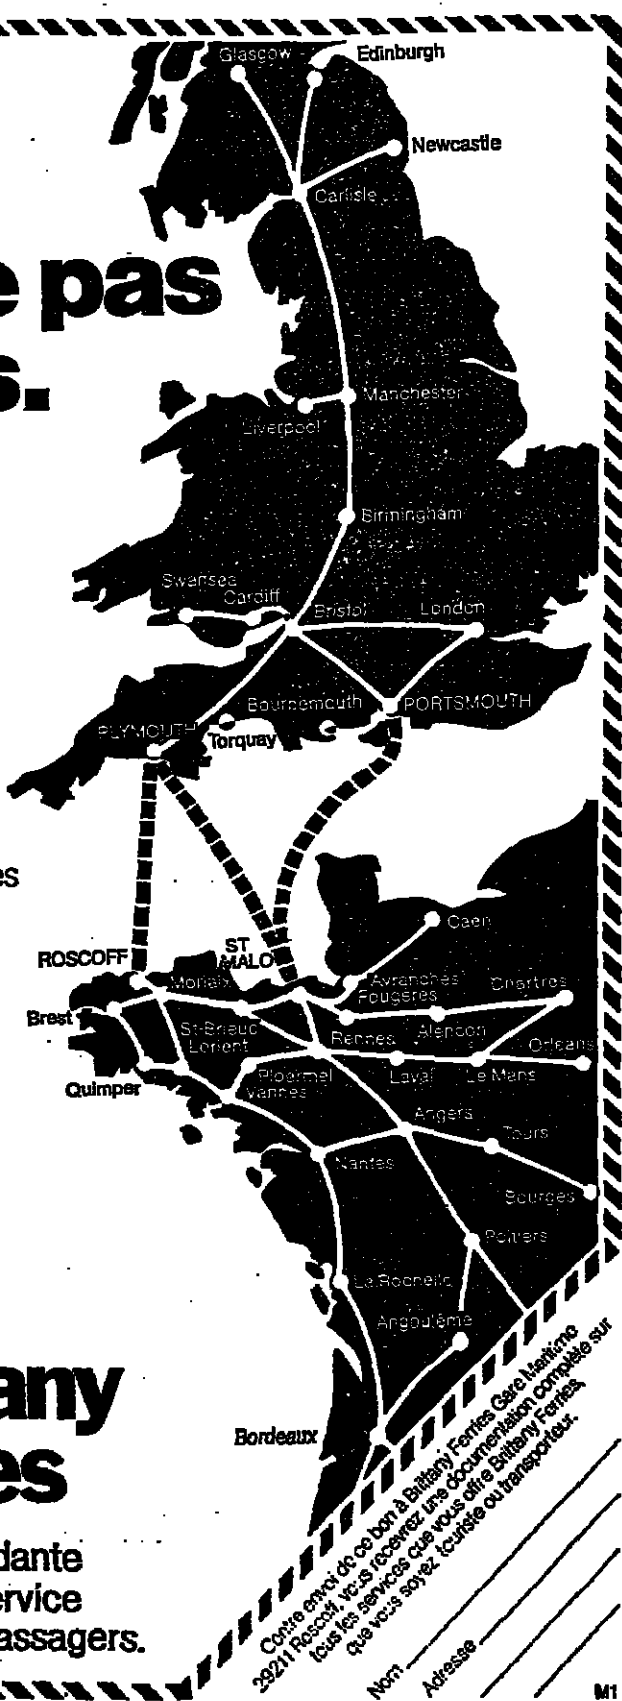 Glasgow
Edinburgh
Newcastle
Carlisle
pas
s.
Manchester
Liverpool
Birmingham
Swansea
Cardiff
Bristol
London
Bournemouth
PORTSMOUTH
PLYMOUTH
Torquay
es
Caen
ROSCOFF
ST
MALO
Morlaix
Avranches
Chartres
Fougères
Brest
St-Brieuc
Rennes
Alençon
Lorient
Orléans
Quimper
Ploërmel
Laval
Le Mans
Vannes
Angers
Tours
Nantes
Bourges
Poitiers
La Rochelle
Angoulême
any
Bordeaux
es
dante
ervice
assagers.
Contre envoi de ce bon à Brittany Ferries Gare Maritime
29211 Roscoff, vous recevrez une documentation complète sur
tous les services que vous offre Brittany Ferries,
que vous soyez touriste ou transporteur.
Nom
Adresse
M1